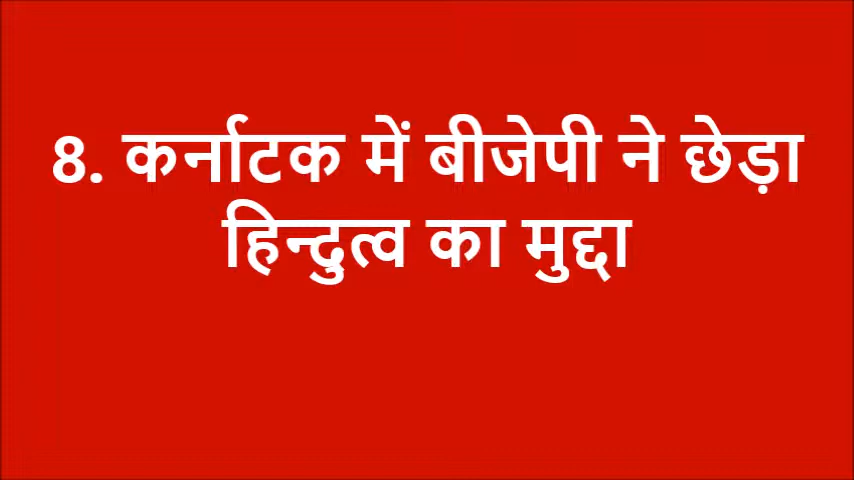 8. कर्नाटक में बीजेपी ने छेड़ा
हिन्दुत्व का मुद्दा